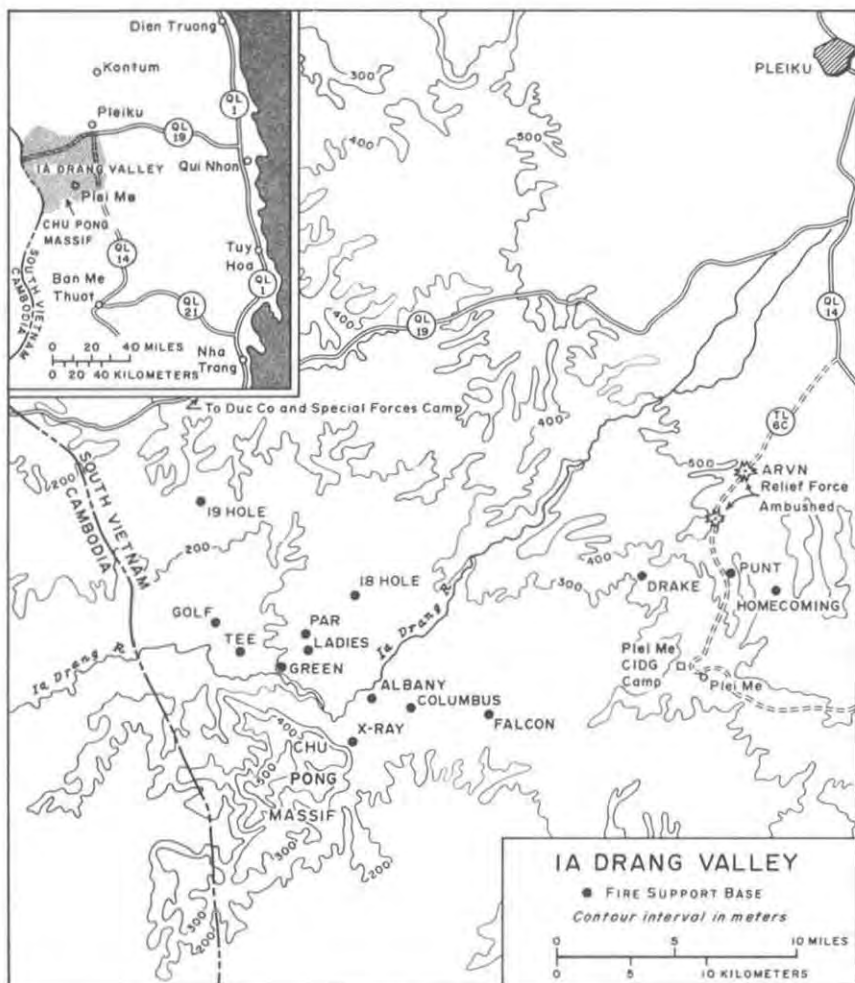 Dien Truong
Kontum
QL
1
Pleiku
QL
19
Qui Nhon
IA DRANG VALLEY
Plei Me
CHU PONG
MASSIF
SOUTH VIETNAM
CAMBODIA
QL
14
Tuy
Hoa
Ban Me
Thuot
QL
21
QL
1
Nha
Trang
0 20 40 MILES
0 20 40 KILOMETERS
300
400
500
PLEIKU
400
QL
19
QL
14
To Duc Co and Special Forces Camp
400
TL
6C
200
SOUTH VIETNAM
CAMBODIA
500
ARVN
Relief Force
Ambushed
19 HOLE
200
400
300
18 HOLE
DRAKE
PUNT
HOMECOMING
GOLF
PAR
TEE
LADIES
Ia Drang R.
Ia Drang R.
GREEN
Plei Me
CIDG
Camp
Plei Me
ALBANY
COLUMBUS
FALCON
X-RAY
400
CHU
500
PONG
MASSIF
300
200
300
200
IA DRANG VALLEY
FIRE SUPPORT BASE
Contour interval in meters
0 5 10 MILES
0 5 10 KILOMETERS